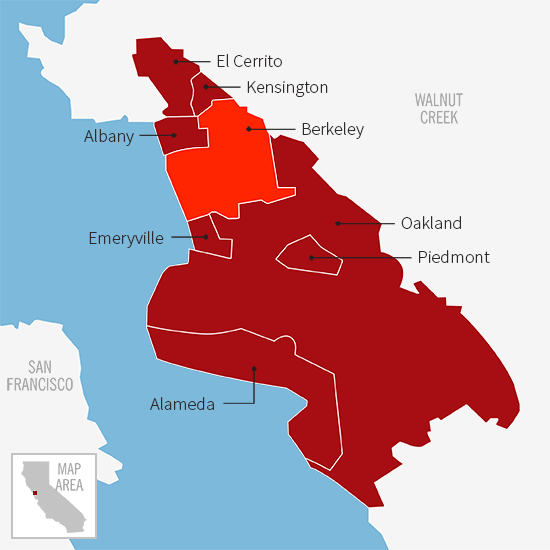 El Cerrito
Kensington
WALNUT
CREEK
Albany
Berkeley
Oakland
Emeryville
Piedmont
SAN
FRANCISCO
Alameda
MAP
AREA